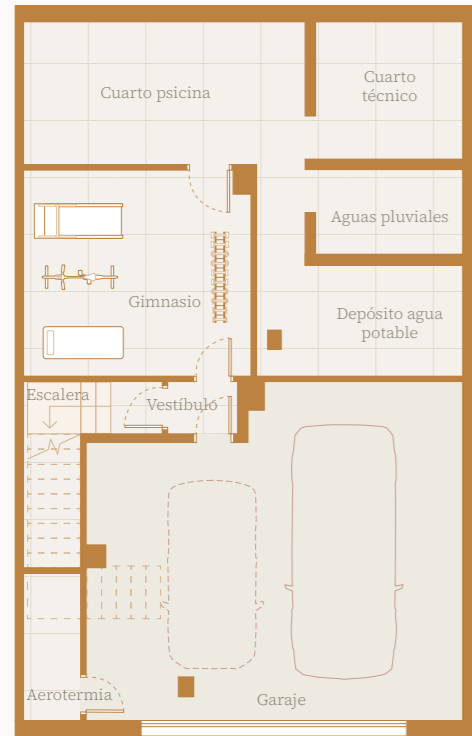 Cuarto psicina
Cuarto
técnico
Aguas pluviales
Gimnasio
Depósito agua
potable
Escalera
Vestíbulo
Aerotermia
Garaje